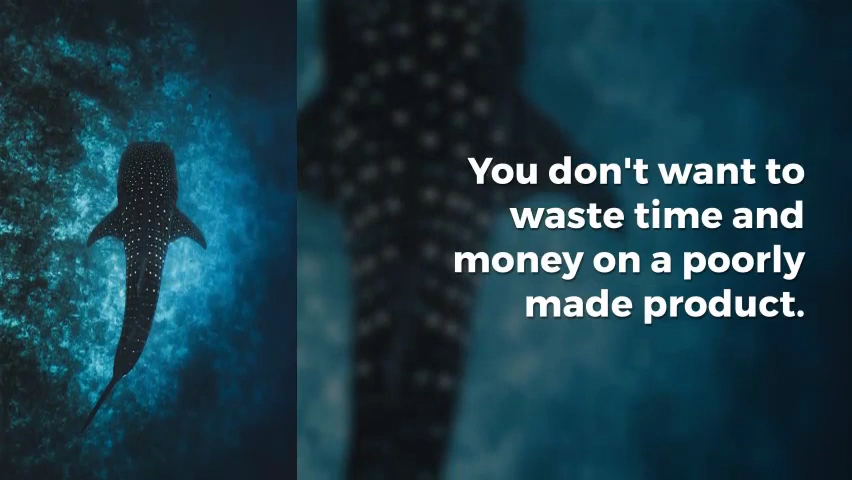 You don't want to
waste time and
money on a poorly
made product.